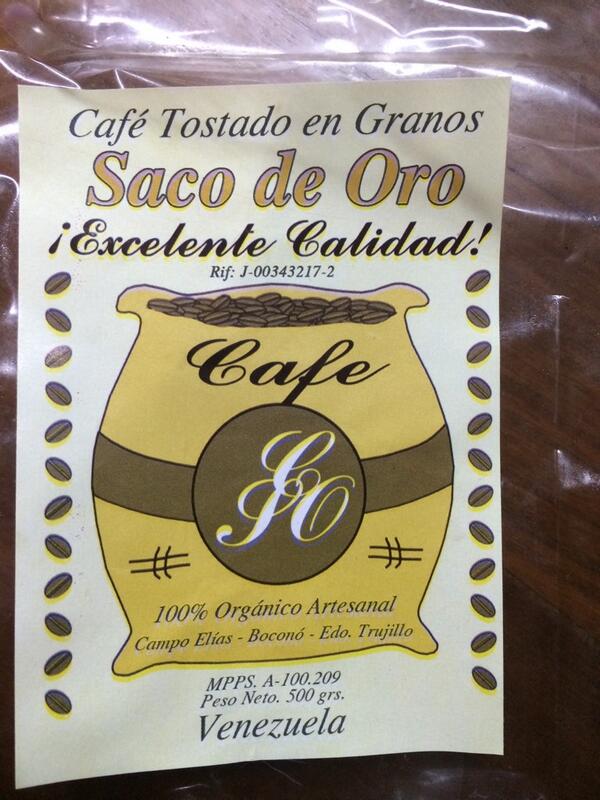 Café Tostado en Granos
Saco de Oro
¡Excelente Calidad!
Rif: J-00343217-2
Cafe
SO
100% Orgánico Artesanal
Campo Elías - Boconó - Edo. Trujillo
MPPS. A-100.209
Peso Neto. 500 grs.
Venezuela